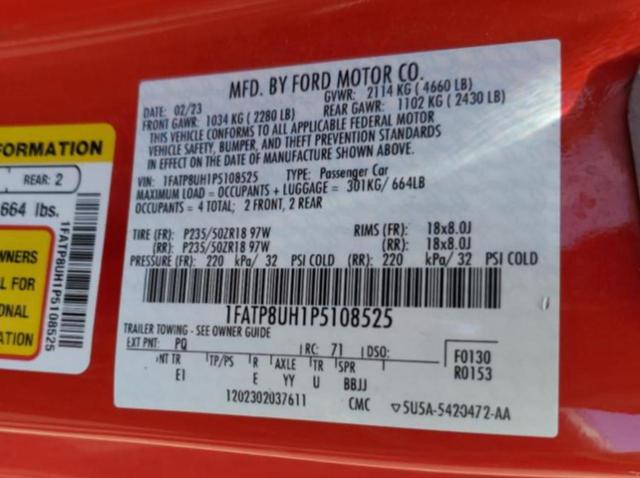 MFD. BY FORD MOTOR CO.
DATE: 02/23 GVWR: 2114 KG ( 4660 LB)
FRONT GAWR: 1034 KG ( 2280 LB) REAR GAWR: 1102 KG ( 2430 LB)
THIS VEHICLE CONFORMS TO ALL APPLICABLE FEDERAL MOTOR
VEHICLE SAFETY, BUMPER, AND THEFT PREVENTION STANDARDS
IN EFFECT ON THE DATE OF MANUFACTURE SHOWN ABOVE.
VIN: 1FATP8UH1P5108525 TYPE: Passenger Car
MAXIMUM LOAD = OCCUPANTS + LUGGAGE = 301KG/ 664LB
OCCUPANTS = 4 TOTAL; 2 FRONT, 2 REAR
TIRE (FR): P235/50ZR18 97W RIMS (FR): 18x8.0J
(RR): P235/50ZR18 97W (RR): 18x8.0J
PRESSURE (FR): 220 kPa/ 32 PSI COLD (RR): 220 kPa/ 32 PSI COLD
1FATP8UH1P5108525
TRAILER TOWING - SEE OWNER GUIDE
EXT PNT: PQ RC: 71 DSO: F0130
INT TR TP/PS R AXLE TR SPR R0153
E1 E YY U BBJJ
1202302037611 CMC 5U5A-5420472-AA
FORMATION
REAR: 2
664 lbs.
WNERS
FOR
ONAL
TION
1FATP8UH1P5108525